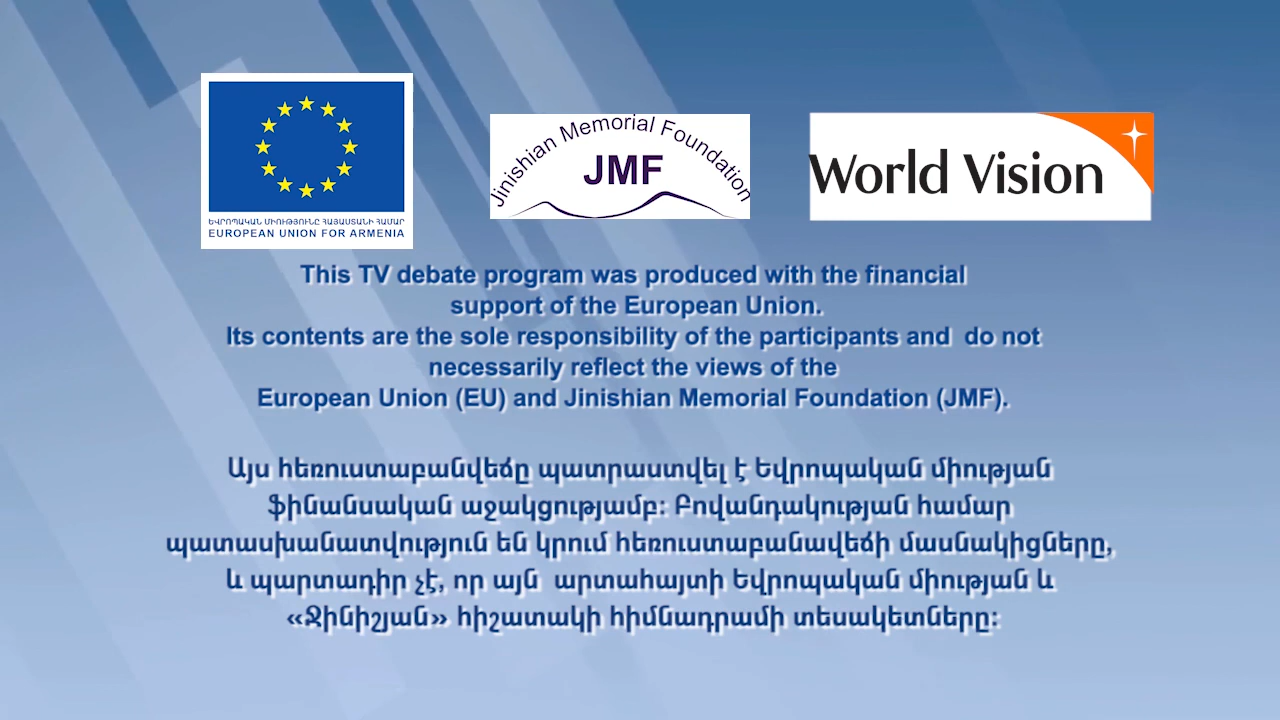 ԵՎՐՈՊԱԿԱՆ ՄԻՈՒԹՅՈՒՆԸ ՀԱՅԱՍՏԱՆԻ ՀԱՄԱՐ
EUROPEAN UNION FOR ARMENIA
Jinishian Memorial Foundation
JMF
World Vision
This TV debate program was produced with the financial
support of the European Union.
Its contents are the sole responsibility of the participants and  do not
necessarily reflect the views of the
European Union (EU) and Jinishian Memorial Foundation (JMF).
Այս հեռուստաբանվեճը պատրաստվել է Եվրոպական միության
ֆինանսական աջակցությամբ։ Բովանդակության համար
պատասխանատվություն են կրում հեռուստաբանավեճի մասնակիցները,
և պարտադիր չէ, որ այն  արտահայտի Եվրոպական միության և
«Ջինիշյան» հիշատակի հիմնադրամի տեսակետները։